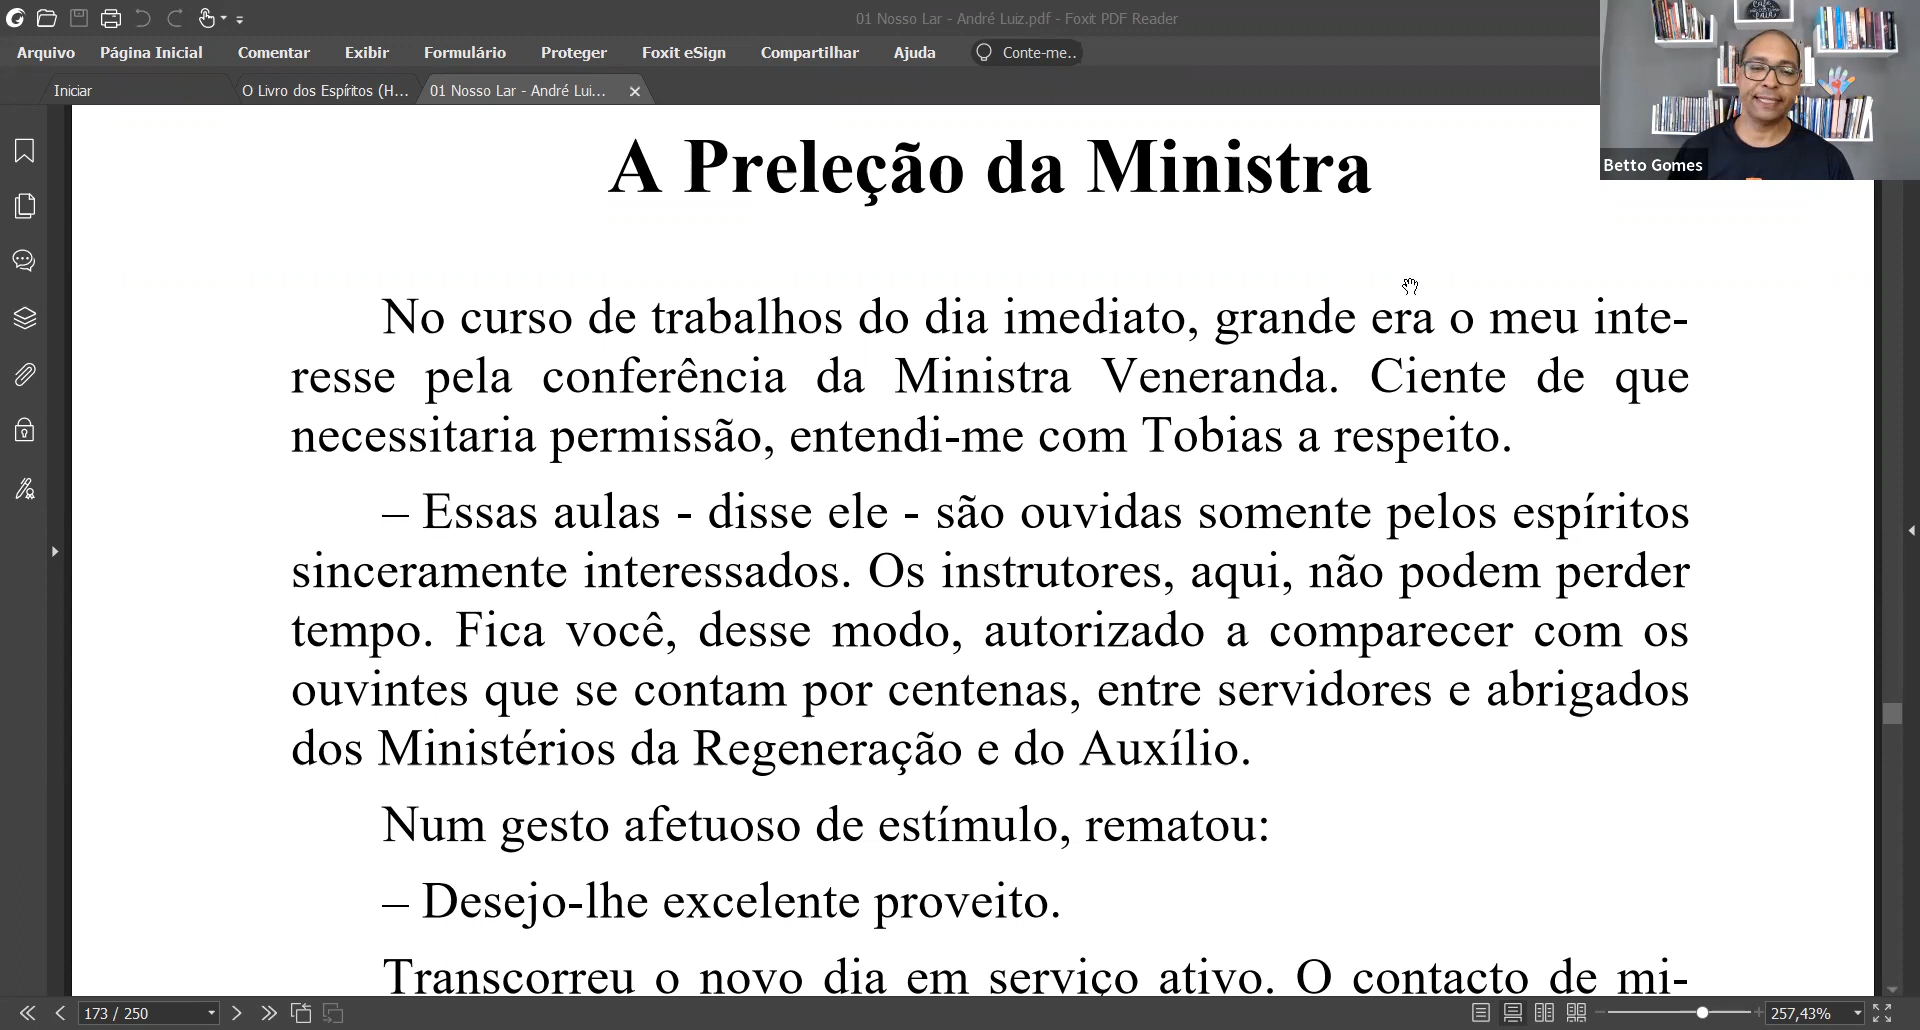 01 Nosso Lar - André Luiz.pdf - Foxit PDF Reader
Arquivo Página Inicial Comentar Exibir Formulário Proteger Foxit eSign Compartilhar Ajuda Conte-me..
Iniciar O Livro dos Espíritos (H... 01 Nosso Lar - André Lui...
Betto Gomes
A Preleção da Ministra
No curso de trabalhos do dia imediato, grande era o meu inte-
resse pela conferência da Ministra Veneranda. Ciente de que
necessitaria permissão, entendi-me com Tobias a respeito.
– Essas aulas - disse ele - são ouvidas somente pelos espíritos
sinceramente interessados. Os instrutores, aqui, não podem perder
tempo. Fica você, desse modo, autorizado a comparecer com os
ouvintes que se contam por centenas, entre servidores e abrigados
dos Ministérios da Regeneração e do Auxílio.
Num gesto afetuoso de estímulo, rematou:
– Desejo-lhe excelente proveito.
Transcorreu o novo dia em serviço ativo. O contacto de mi-
173 / 250 257,43%